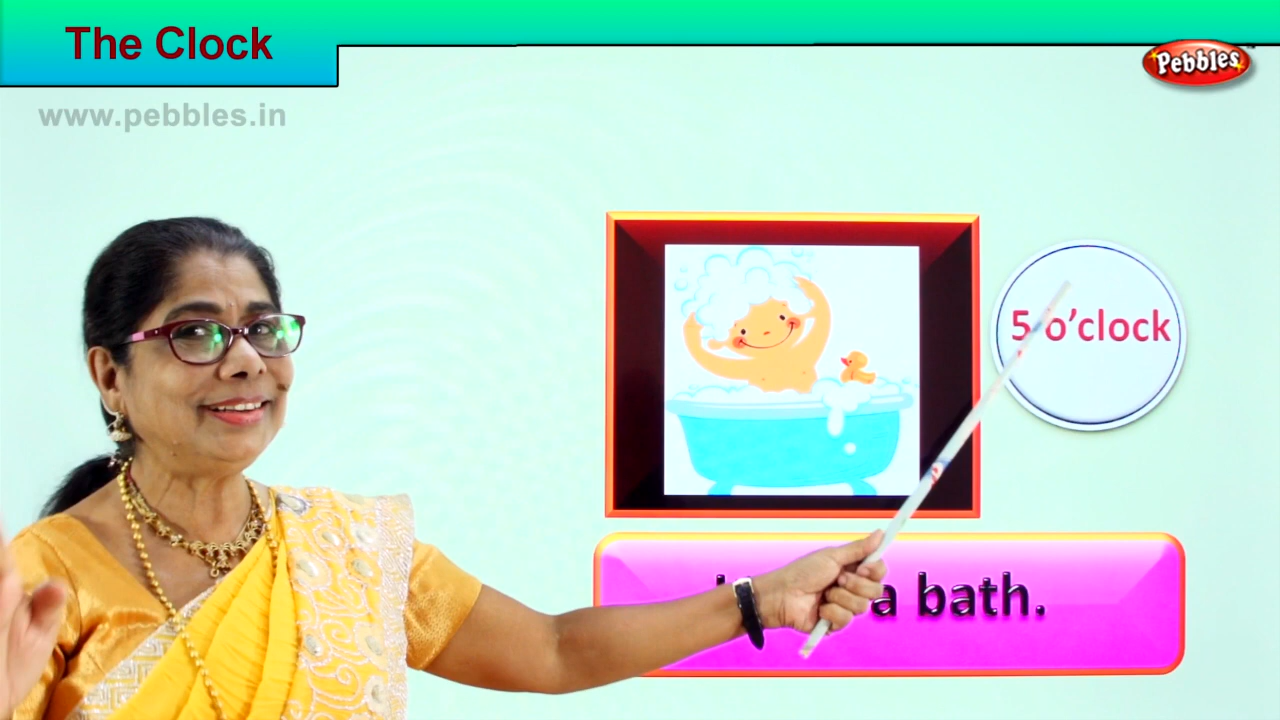 The Clock
Pebbles
www.pebbles.in
5 o'clock
a bath.